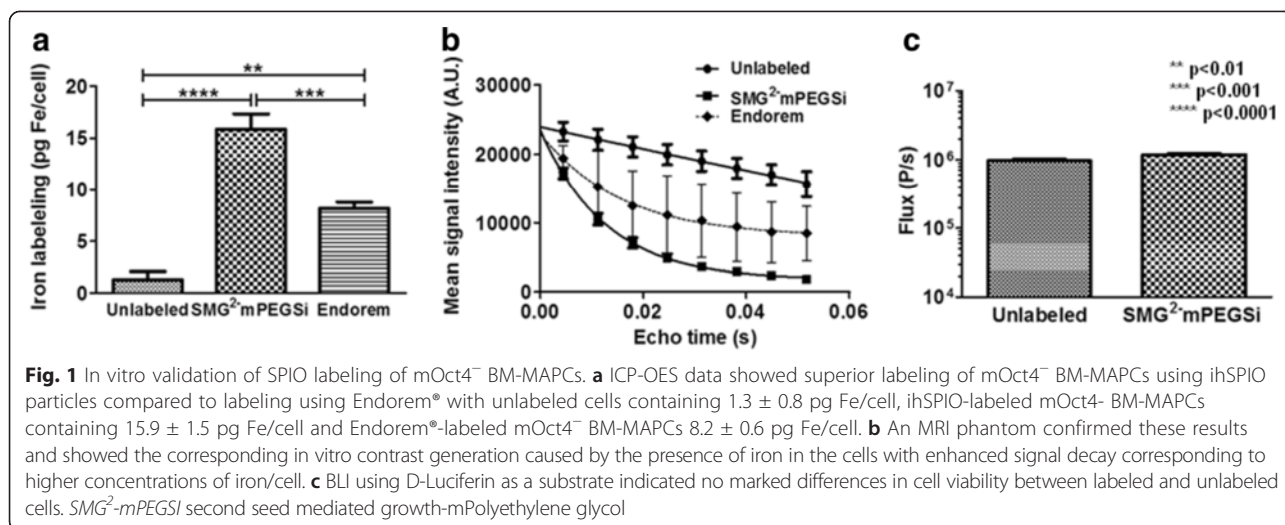 a
Iron labeleling (pg Fe/cell)
20
15
10
5
0
**
****
***
Unlabeled SMG²⁻mPEGSi Endorem
b
Mean signal intensity (A.U.)
30000
20000
10000
0
Unlabeled
SMG²⁻mPEGSi
Endorem
0.00 0.02 0.04 0.06
Echo time (s)
c
** p<0.01
*** p<0.001
**** p<0.0001
Flux (P/s)
10⁷
10⁶
10⁵
10⁴
Unlabeled SMG²⁻mPEGSi
Fig. 1 In vitro validation of SPIO labeling of mOct4⁻ BM-MAPCs. a ICP-OES data showed superior labeling of mOct4⁻ BM-MAPCs using ihSPIO
particles compared to labeling using Endorem® with unlabeled cells containing 1.3 ± 0.8 pg Fe/cell, ihSPIO-labeled mOct4- BM-MAPCs
containing 15.9 ± 1.5 pg Fe/cell and Endorem®-labeled mOct4⁻ BM-MAPCs 8.2 ± 0.6 pg Fe/cell. b An MRI phantom confirmed these results
and showed the corresponding in vitro contrast generation caused by the presence of iron in the cells with enhanced signal decay corresponding to
higher concentrations of iron/cell. c BLI using D-Luciferin as a substrate indicated no marked differences in cell viability between labeled and unlabeled
cells. SMG²-mPEGSI second seed mediated growth-mPolyethylene glycol